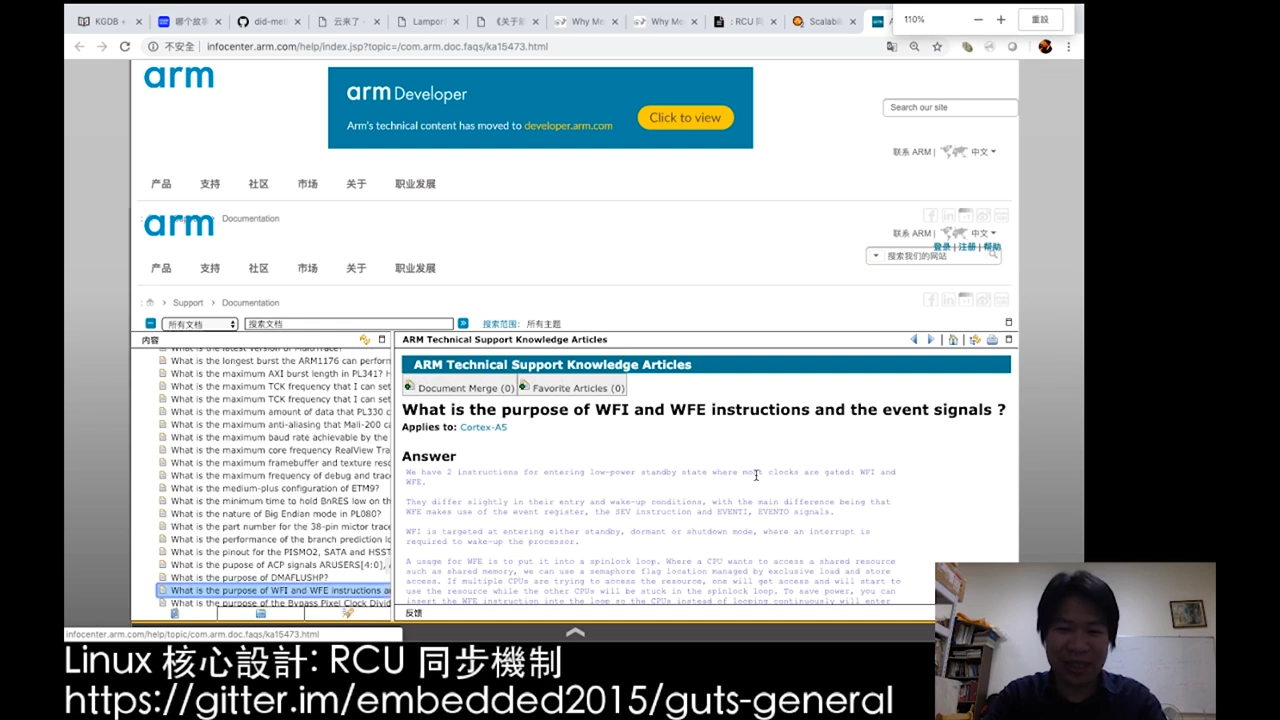 KGDB
哪个故事
did-met
云来了
Lamport
《关于新
Why Me
Why Me
: RCU 同
Scalabi
110%
重設
不安全
infocenter.arm.com/help/index.jsp?topic=/com.arm.doc.faqs/ka15473.html
arm
arm Developer
Arm's technical content has moved to developer.arm.com
Click to view
Search our site
联系 ARM | 中文
产品 支持 社区 市场 关于 职业发展
Documentation
arm
联系 ARM | 中文
登录 | 注册 | 帮助
搜索我们的网站
产品 支持 社区 市场 关于 职业发展
Support > Documentation
所有文档 搜索文档 搜索范围: 所有主题
内容
What is the latest version of MultiTrace?
What is the longest burst the ARM1176 can perform
What is the maximum AXI burst length in PL341? H
What is the maximum TCK frequency that I can set
What is the maximum TCK frequency that I can set
What is the maximum amount of data that PL330 c
What is the maximum anti-aliasing that Mali-200 ca
What is the maximum baud rate achievable by the
What is the maximum core frequency RealView Tra
What is the maximum framebuffer and texture reso
What is the maximum frequency of debug and trace
What is the medium-plus configuration of ETM9?
What is the minimum time to hold BnRES low on th
What is the nature of Big Endian mode in PL080?
What is the part number for the 38-pin mictor trace
What is the performance of the branch prediction lo
What is the pinout for the PISMO2, SATA and HSST
What is the pupose of ACP signals ARUSERS[4:0],
What is the purpose of DMAFLUSHP?
What is the purpose of WFI and WFE instructions a
What is the purpose of the Bypass Pixel Clock Divid
ARM Technical Support Knowledge Articles
ARM Technical Support Knowledge Articles
Document Merge (0) Favorite Articles (0)
What is the purpose of WFI and WFE instructions and the event signals ?
Applies to: Cortex-A5
Answer
We have 2 instructions for entering low-power standby state where most clocks are gated: WFI and
WFE.
They differ slightly in their entry and wake-up conditions, with the main difference being that
WFE makes use of the event register, the SEV instruction and EVENTI, EVENTO signals.
WFI is targeted at entering either standby, dormant or shutdown mode, where an interrupt is
required to wake-up the processor.
A usage for WFE is to put it into a spinlock loop. Where a CPU wants to access a shared resource
such as shared memory, we can use a semaphore flag location managed by exclusive load and store
access. If multiple CPUs are trying to access the resource, one will get access and will start to
use the resource while the other CPUs will be stuck in the spinlock loop. To save power, you can
insert the WFE instruction into the loop so the CPUs instead of looping continuously will enter
反馈
infocenter.arm.com/help/topic/com.arm.doc.faqs/ka15473.html
Linux 核心設計: RCU 同步機制
https://gitter.im/embedded2015/guts-general